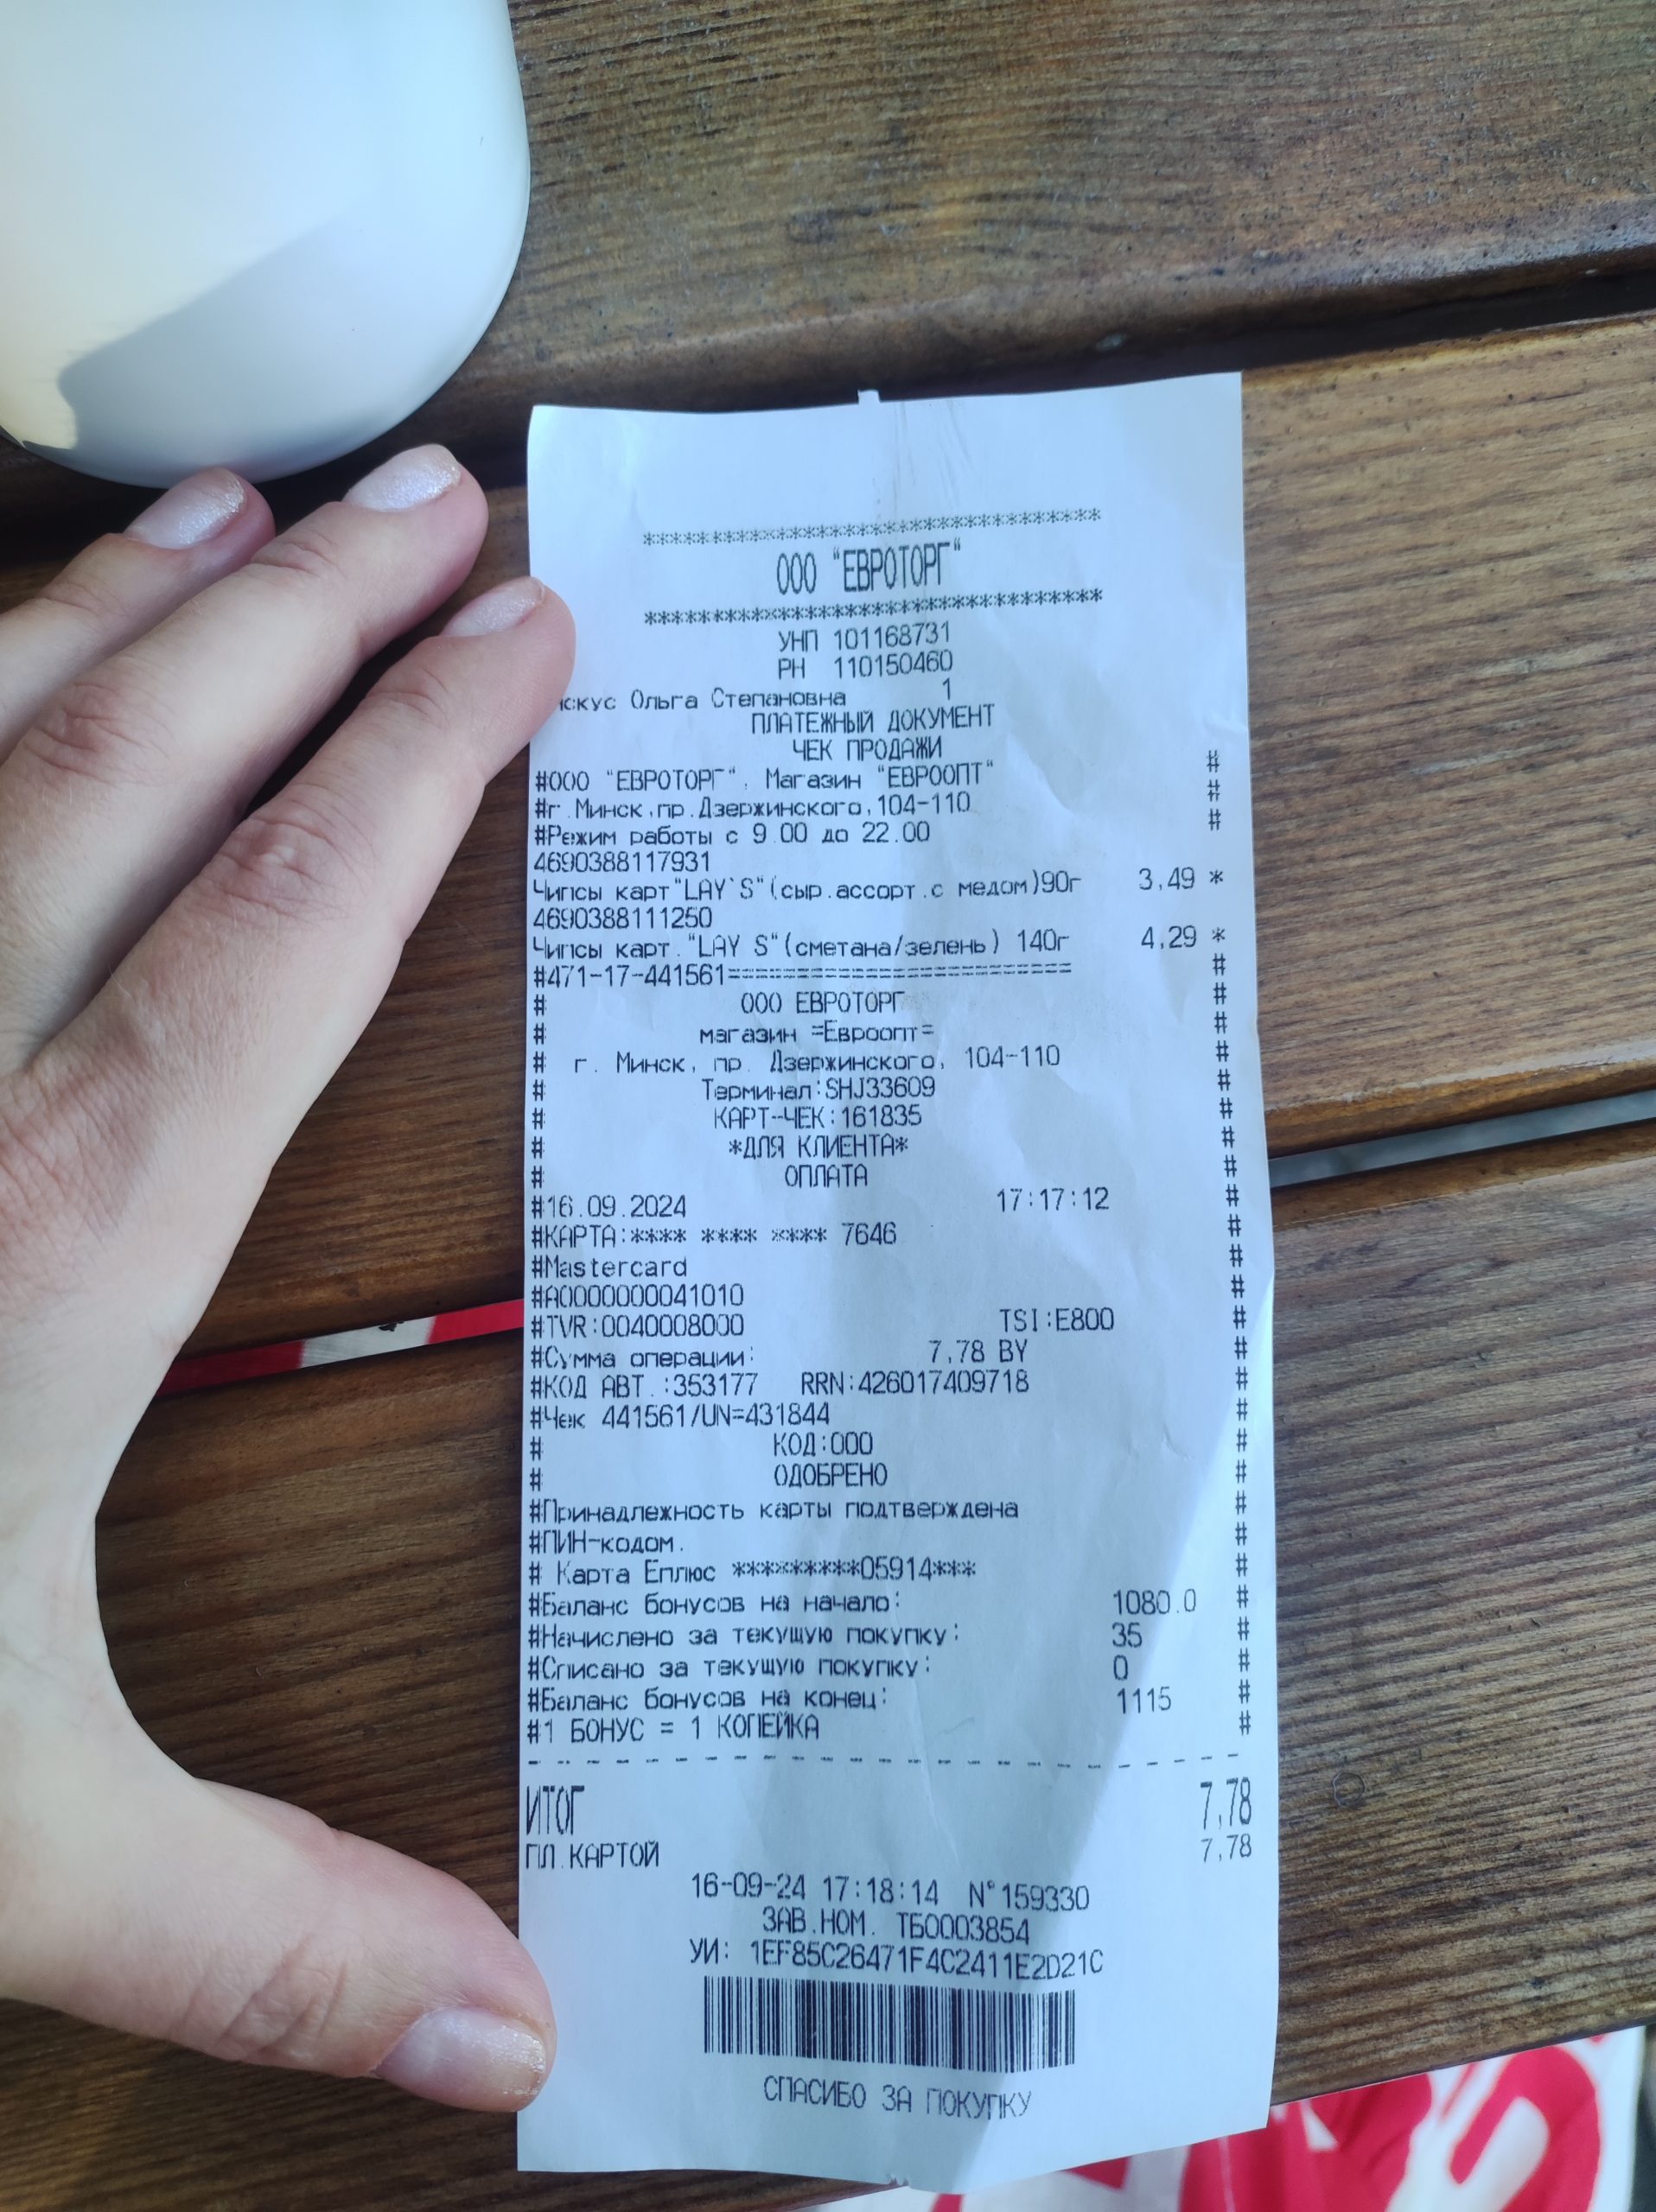 *********************************
ООО "ЕВРОТОРГ"
*********************************
УНП 101168731
РН 110150460
Ольга Степановна 1
ПЛАТЕЖНЫЙ ДОКУМЕНТ
ЧЕК ПРОДАЖИ
#ООО "ЕВРОТОРГ", Магазин "ЕВРООПТ" #
#г.Минск,пр.Дзержинского,104-110 #
#Режим работы с 9.00 до 22.00 #
4690388117931
Чипсы карт"LAY`S"(сыр.ассорт.с медом)90г 3,49 *
4690388111250
Чипсы карт."LAY S"(сметана/зелень) 140г 4,29 *
#471-17-441561========================== #
# ООО ЕВРОТОРГ #
# магазин =Евроопт= #
# г. Минск, пр. Дзержинского, 104-110 #
# Терминал:SHJ33609 #
# КАРТ-ЧЕК:161835 #
# *ДЛЯ КЛИЕНТА* #
# ОПЛАТА #
#16.09.2024 17:17:12 #
#КАРТА:**** **** **** 7646 #
#Mastercard #
#A0000000041010 #
#TVR:0040008000 TSI:E800 #
#Сумма операции: 7,78 BY #
#КОД АВТ.:353177 RRN:426017409718 #
#Чек 441561/UN=431844 #
# КОД:000 #
# ОДОБРЕНО #
#Принадлежность карты подтверждена #
#ПИН-кодом. #
# Карта Еплюс *********05914*** #
#Баланс бонусов на начало: 1080.0 #
#Начислено за текущую покупку: 35 #
#Списано за текущую покупку: 0 #
#Баланс бонусов на конец: 1115 #
#1 БОНУС = 1 КОПЕЙКА #
ИТОГ 7,78
ПЛ.КАРТОЙ 7,78
16-09-24 17:18:14 N°159330
ЗАВ.НОМ. ТБ0003854
УИ: 1EF85C26471F4C2411E2D21C
СПАСИБО ЗА ПОКУПКУ